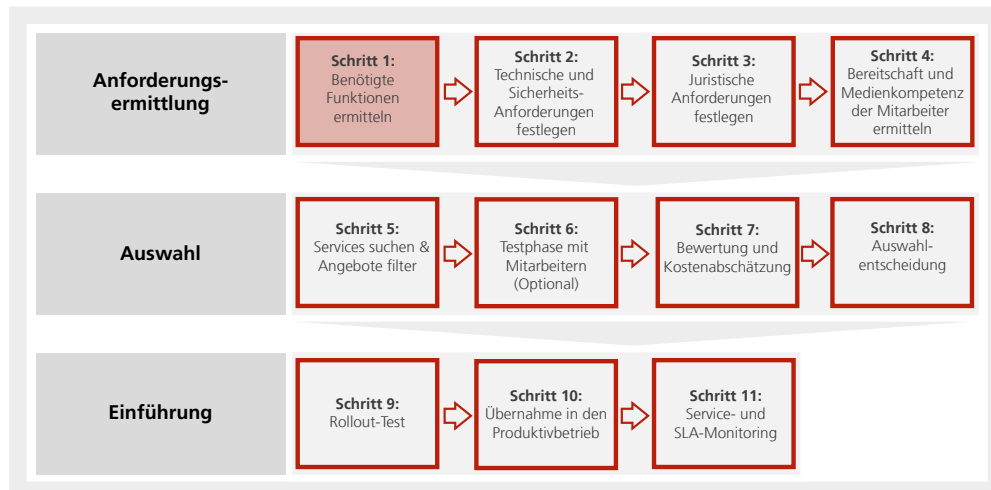 Anforderungs-
ermittlung
Schritt 1:
Benötigte
Funktionen
ermitteln
Schritt 2:
Technische und
Sicherheits-
Anforderungen
festlegen
Schritt 3:
Juristische
Anforderungen
festlegen
Schritt 4:
Bereitschaft und
Medienkompetenz
der Mitarbeiter
ermitteln
Auswahl
Schritt 5:
Services suchen &
Angebote filter
Schritt 6:
Testphase mit
Mitarbeitern
(Optional)
Schritt 7:
Bewertung und
Kostenabschätzung
Schritt 8:
Auswahl-
entscheidung
Einführung
Schritt 9:
Rollout-Test
Schritt 10:
Übernahme in den
Produktivbetrieb
Schritt 11:
Service- und
SLA-Monitoring